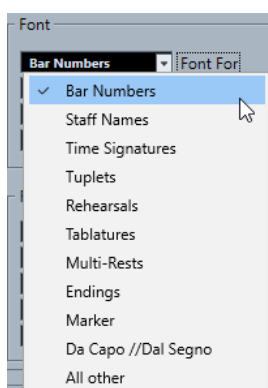 Font
Bar Numbers Font For
Bar Numbers
Staff Names
Time Signatures
Tuplets
Rehearsals
Tablatures
Multi-Rests
Endings
Marker
Da Capo //Dal Segno
All other